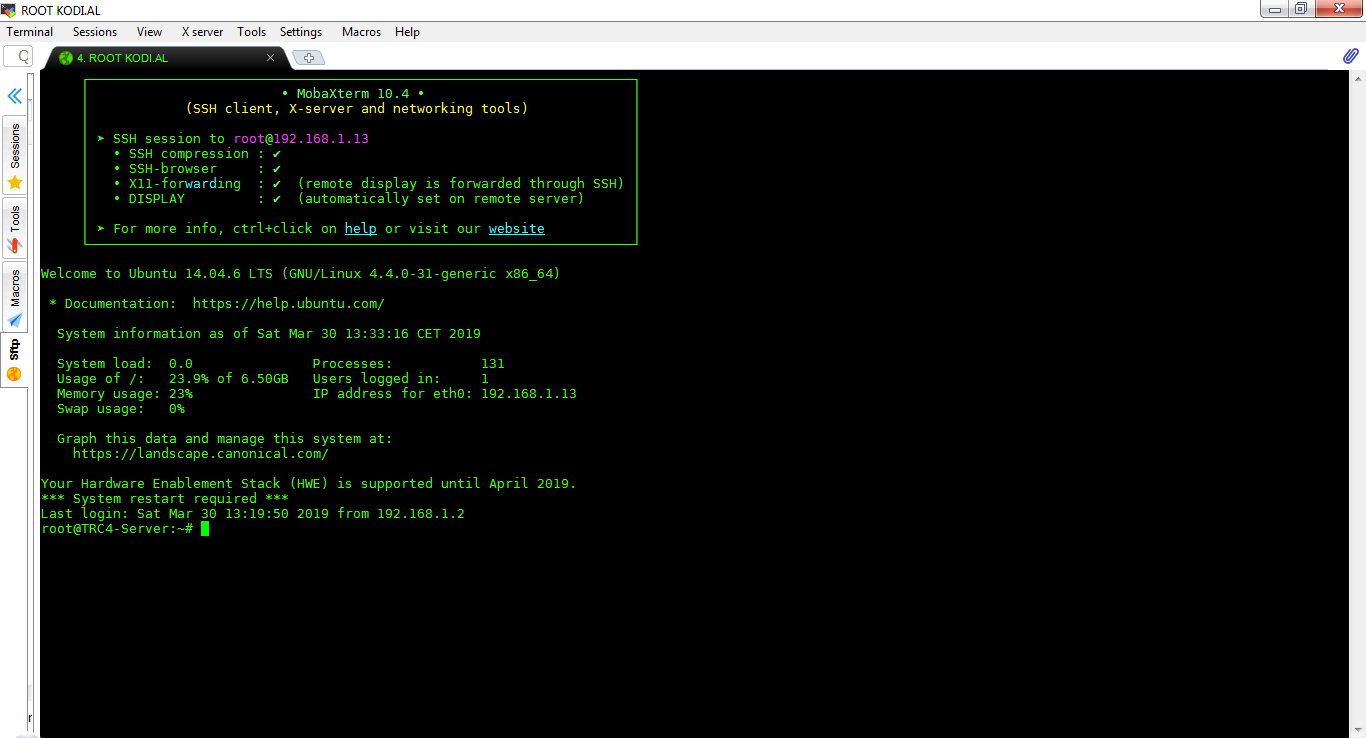 ROOT KODI.AL
Terminal Sessions View X server Tools Settings Macros Help
4. ROOT KODI.AL
Sessions
Tools
Macros
Sftp
• MobaXterm 10.4 •
(SSH client, X-server and networking tools)
➤ SSH session to root@192.168.1.13
• SSH compression : ✔
• SSH-browser : ✔
• X11-forwarding : ✔ (remote display is forwarded through SSH)
• DISPLAY : ✔ (automatically set on remote server)
➤ For more info, ctrl+click on help or visit our website
Welcome to Ubuntu 14.04.6 LTS (GNU/Linux 4.4.0-31-generic x86_64)
* Documentation: https://help.ubuntu.com/
System information as of Sat Mar 30 13:33:16 CET 2019
System load: 0.0 Processes: 131
Usage of /: 23.9% of 6.50GB Users logged in: 1
Memory usage: 23% IP address for eth0: 192.168.1.13
Swap usage: 0%
Graph this data and manage this system at:
https://landscape.canonical.com/
Your Hardware Enablement Stack (HWE) is supported until April 2019.
*** System restart required ***
Last login: Sat Mar 30 13:19:50 2019 from 192.168.1.2
root@TRC4-Server:~#